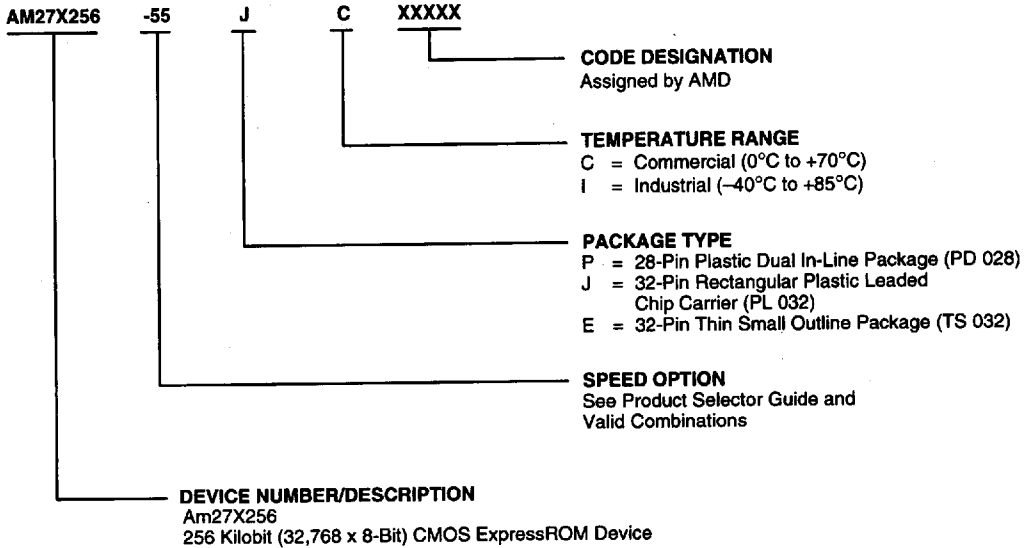 AM27X256 -55 J C XXXXX
CODE DESIGNATION
Assigned by AMD
TEMPERATURE RANGE
C = Commercial (0°C to +70°C)
I = Industrial (–40°C to +85°C)
PACKAGE TYPE
P = 28-Pin Plastic Dual In-Line Package (PD 028)
J = 32-Pin Rectangular Plastic Leaded
Chip Carrier (PL 032)
E = 32-Pin Thin Small Outline Package (TS 032)
SPEED OPTION
See Product Selector Guide and
Valid Combinations
DEVICE NUMBER/DESCRIPTION
Am27X256
256 Kilobit (32,768 x 8-Bit) CMOS ExpressROM Device